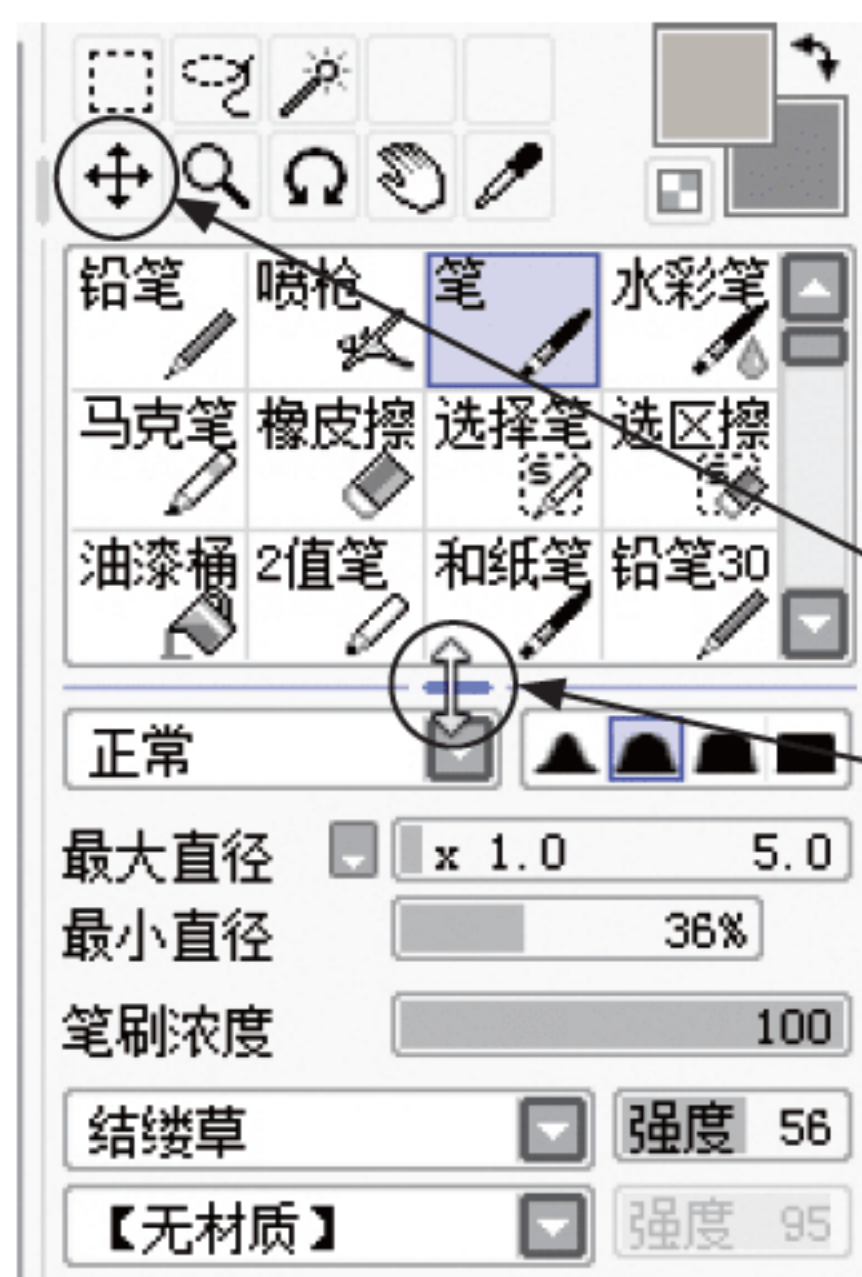 铅笔 喷枪 笔 水彩笔
马克笔 橡皮擦 选择笔 选区擦
油漆桶 2值笔 和纸笔 铅笔30
正常
最大直径 x 1.0 5.0
最小直径 36%
笔刷浓度 100
结缕草 强度 56
【无材质】 强度 95